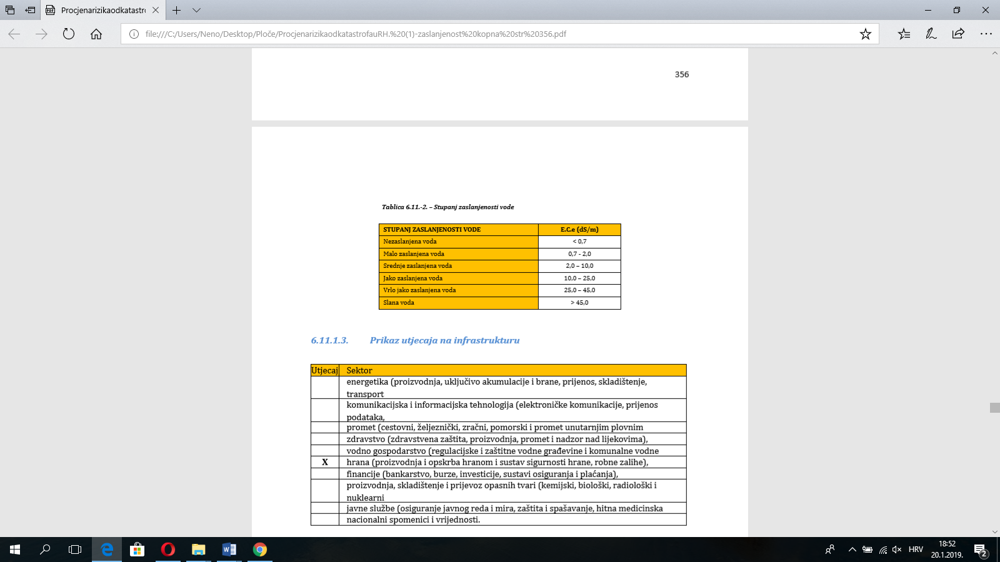 Procjenarizikaodkatastro
file:///C:/Users/Neno/Desktop/Ploče/ProcjenarizikaodkatastrofauRH.%20(1)-zaslanjenost%20kopna%20str%20356.pdf
356
Tablica 6.11.-2. – Stupanj zaslanjenosti vode
STUPANJ ZASLANJENOSTI VODE E.C.e (dS/m)
Nezaslanjena voda < 0,7
Malo zaslanjena voda 0,7 - 2,0
Srednje zaslanjena voda 2,0 – 10,0
Jako zaslanjena voda 10,0 – 25,0
Vrlo jako zaslanjena voda 25,0 – 45,0
Slana voda > 45,0
6.11.1.3. Prikaz utjecaja na infrastrukturu
Utjecaj Sektor
energetika (proizvodnja, uključivo akumulacije i brane, prijenos, skladištenje,
transport
komunikacijska i informacijska tehnologija (elektroničke komunikacije, prijenos
podataka,
promet (cestovni, željeznički, zračni, pomorski i promet unutarnjim plovnim
zdravstvo (zdravstvena zaštita, proizvodnja, promet i nadzor nad lijekovima),
vodno gospodarstvo (regulacijske i zaštitne vodne građevine i komunalne vodne
X hrana (proizvodnja i opskrba hranom i sustav sigurnosti hrane, robne zalihe),
financije (bankarstvo, burze, investicije, sustavi osiguranja i plaćanja),
proizvodnja, skladištenje i prijevoz opasnih tvari (kemijski, biološki, radiološki i
nuklearni
javne službe (osiguranje javnog reda i mira, zaštita i spašavanje, hitna medicinska
nacionalni spomenici i vrijednosti.
HRV
18:52
20.1.2019.
2